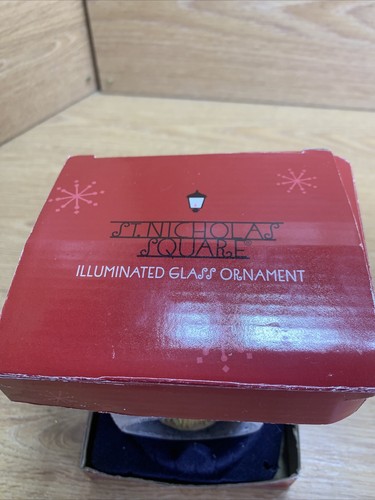 ST. NICHOLAS
SQUARE
ILLUMINATED GLASS ORNAMENT